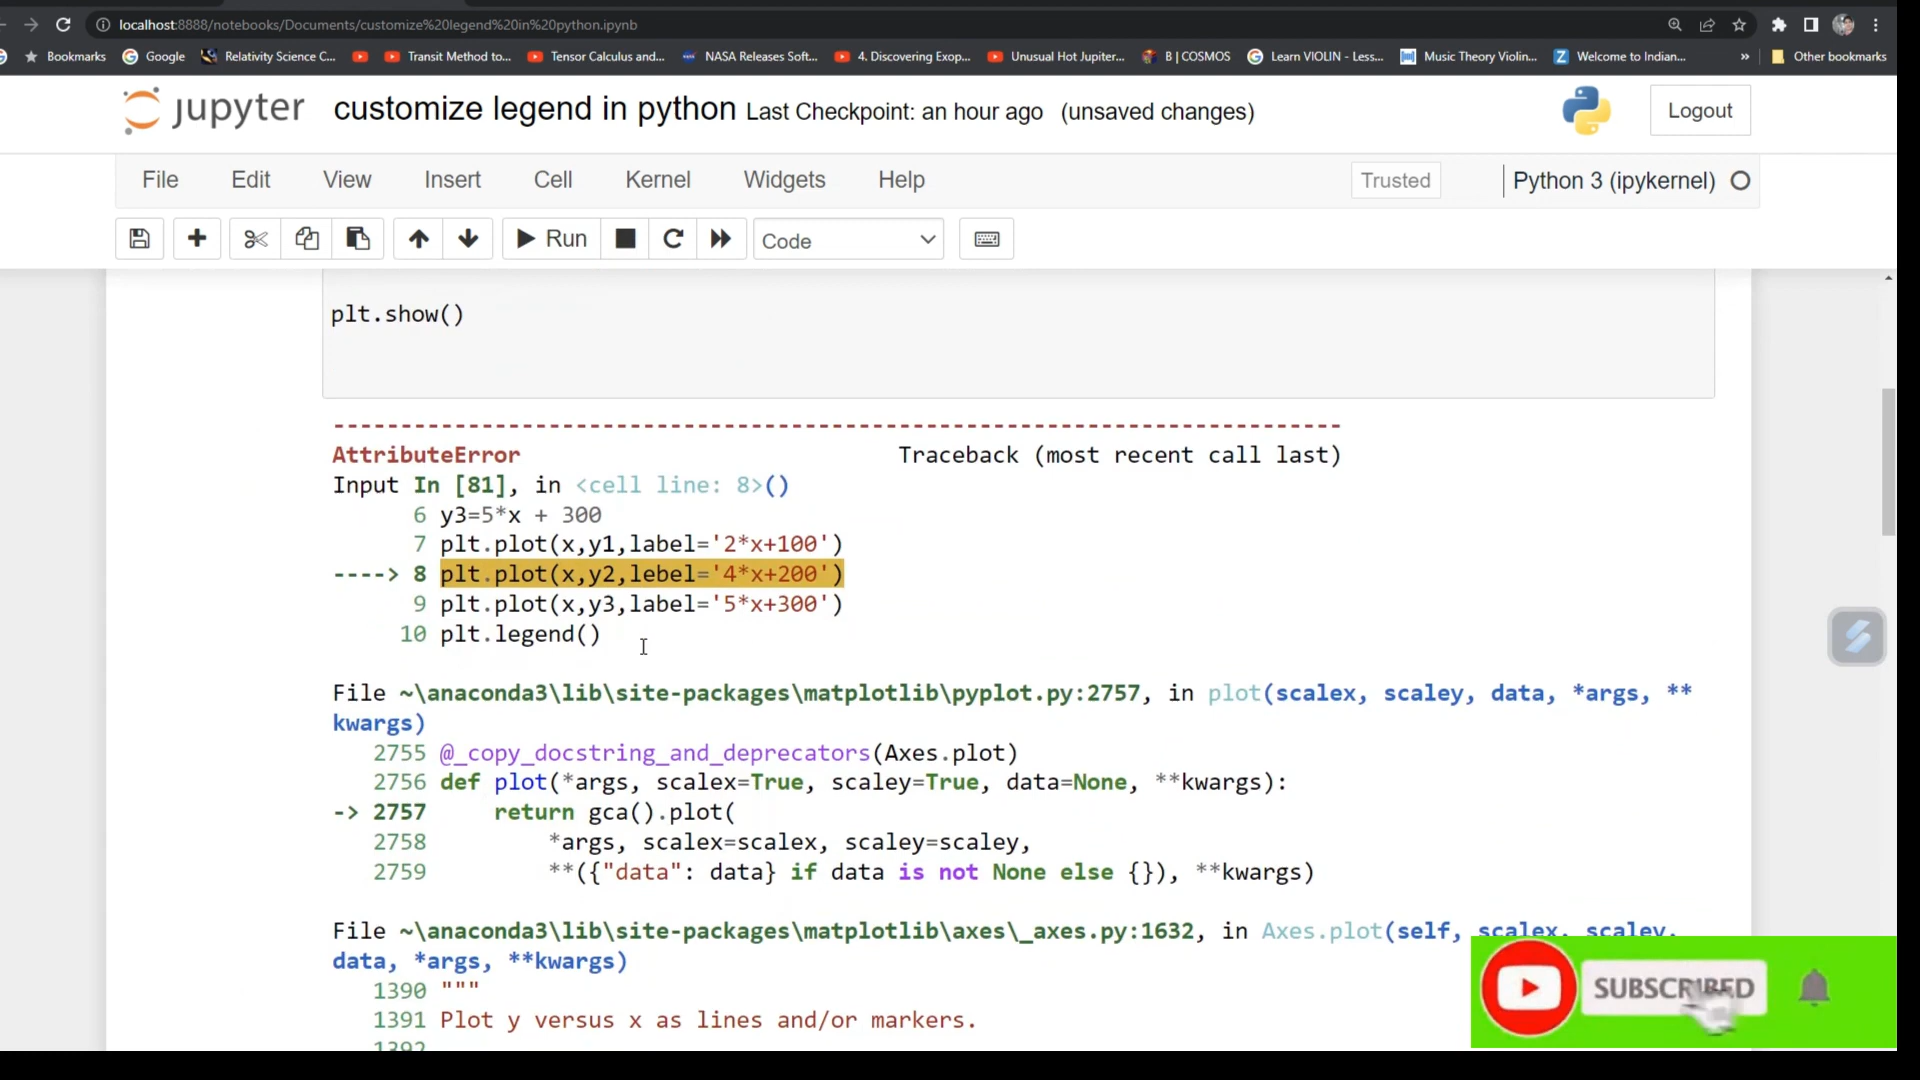 localhost:8888/notebooks/Documents/customize%20legend%20in%20python.ipynb
Bookmarks Google Relativity Science C... Transit Method to... Tensor Calculus and... NASA Releases Soft... 4. Discovering Exop... Unusual Hot Jupiter... B | COSMOS Learn VIOLIN - Less... Music Theory Violin... Welcome to Indian... » Other bookmarks
jupyter customize legend in python Last Checkpoint: an hour ago (unsaved changes) Logout
File Edit View Insert Cell Kernel Widgets Help Trusted Python 3 (ipykernel)
Run Code
plt.show()
---------------------------------------------------------------------------
AttributeError Traceback (most recent call last)
Input In [81], in <cell line: 8>()
6 y3=5*x + 300
7 plt.plot(x,y1,label='2*x+100')
----> 8 plt.plot(x,y2,lebel='4*x+200')
9 plt.plot(x,y3,label='5*x+300')
10 plt.legend()
File ~\anaconda3\lib\site-packages\matplotlib\pyplot.py:2757, in plot(scalex, scaley, data, *args, **
kwargs)
2755 @_copy_docstring_and_deprecators(Axes.plot)
2756 def plot(*args, scalex=True, scaley=True, data=None, **kwargs):
-> 2757 return gca().plot(
2758 *args, scalex=scalex, scaley=scaley,
2759 **({"data": data} if data is not None else {}), **kwargs)
File ~\anaconda3\lib\site-packages\matplotlib\axes\_axes.py:1632, in Axes.plot(self, scalex, scaley,
data, *args, **kwargs)
1390 """
1391 Plot y versus x as lines and/or markers.
1392
SUBSCRIBED